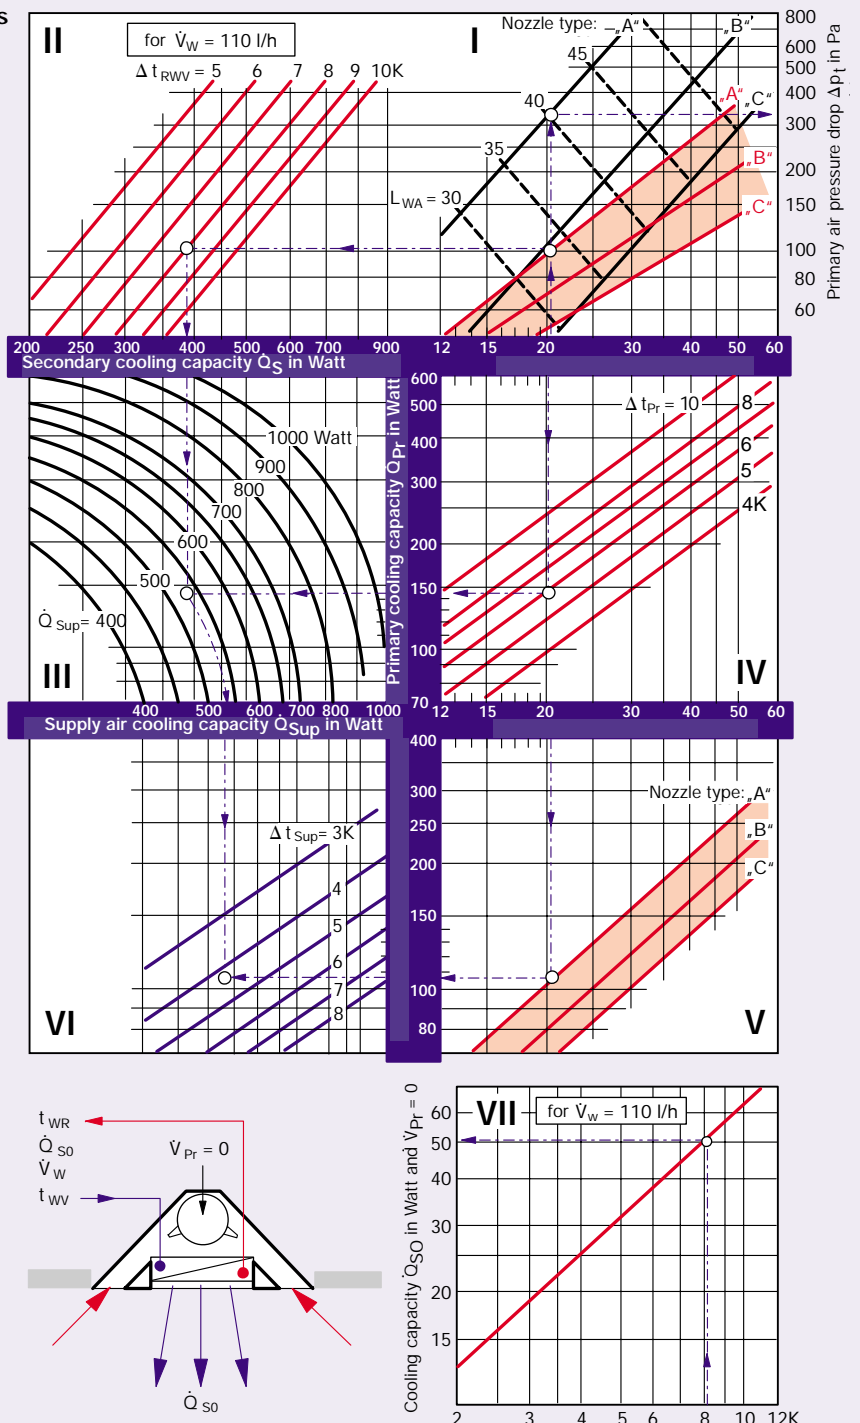 s
II
for V̇W = 110 l/h
Δ tRWV = 5 6 7 8 9 10K
I
Nozzle type: „A“ „B“
45
40
35
LWA = 30
„A“ „C“
„B“
„C“
800
600
500
400
300
200
150
100
80
60
Primary air pressure drop Δpt in Pa
200 250 300 400 500 600 700 900
12 15 20 30 40 50 60
Secondary cooling capacity Q̇S in Watt
1000 Watt
900
800
700
600
500
Q̇Sup= 400
III
Primary cooling capacity Q̇Pr in Watt
600
500
400
300
200
150
100
70
Δ tPr = 10
8
6
5
4K
IV
400 500 600 700 800 1000
12 15 20 30 40 50 60
Supply air cooling capacity Q̇Sup in Watt
Δ tSup= 3K
4
5
6
7
8
VI
400
300
250
200
150
100
80
Nozzle type: „A“
„B“
„C“
V
tWR
Q̇S0
V̇W
tWV
V̇Pr = 0
Q̇S0
Cooling capacity Q̇SO in Watt and V̇Pr = 0
VII
for V̇W = 110 l/h
60
50
40
30
20
15
2 3 4 5 6 8 10 12K